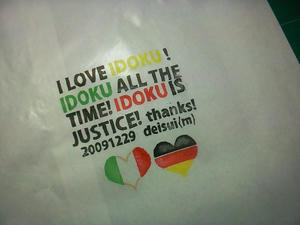 I LOVE IDOKU!
IDOKU ALL THE
TIME! IDOKU IS
JUSTICE! thanks!
20091229 deisui(m)